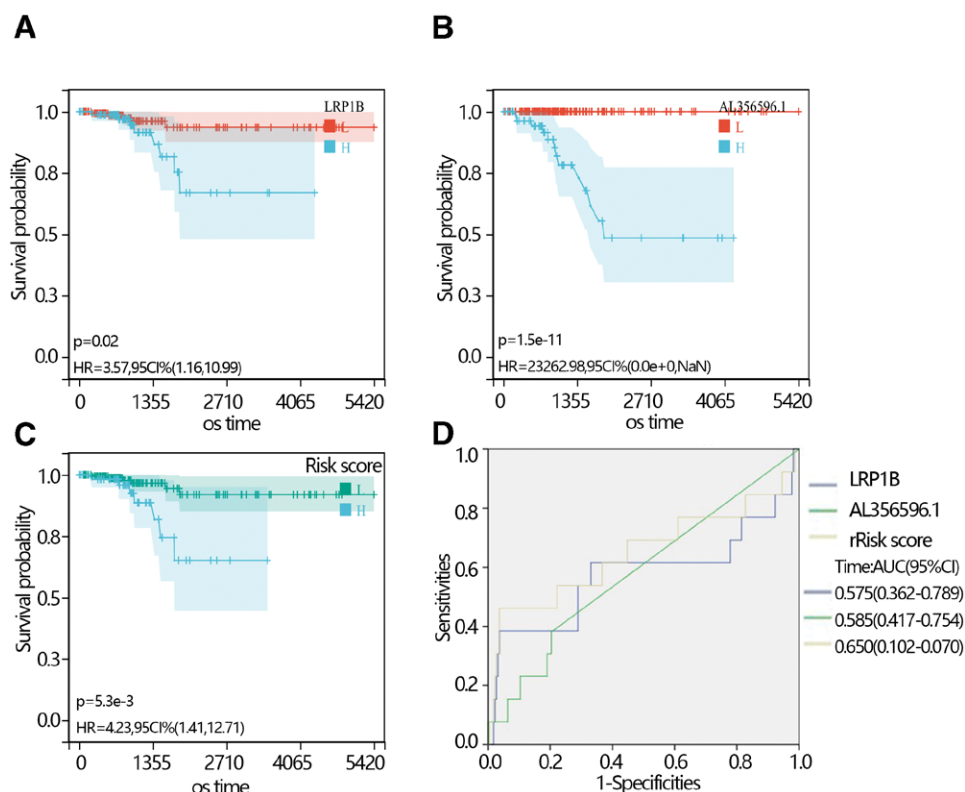 A
LRP1B
L
H
Survival probability
1.0
0.8
0.5
0.3
0.0
p=0.02
HR=3.57,95CI%(1.16,10.99)
0 1355 2710 4065 5420
os time
B
AL356596.1
L
H
Survival probability
1.0
0.8
0.5
0.3
0.0
p=1.5e-11
HR=23262.98,95CI%(0.0e+0,NaN)
0 1355 2710 4065 5420
os time
C
Risk score
L
H
Survival probability
1.0
0.8
0.5
0.3
0.0
p=5.3e-3
HR=4.23,95CI%(1.41,12.71)
0 1355 2710 4065 5420
os time
D
Sensitivities
1.0
0.8
0.6
0.4
0.2
0.0
0.0 0.2 0.4 0.6 0.8 1.0
1-Specificities
LRP1B
AL356596.1
rRisk score
Time:AUC(95%CI)
0.575(0.362-0.789)
0.585(0.417-0.754)
0.650(0.102-0.070)